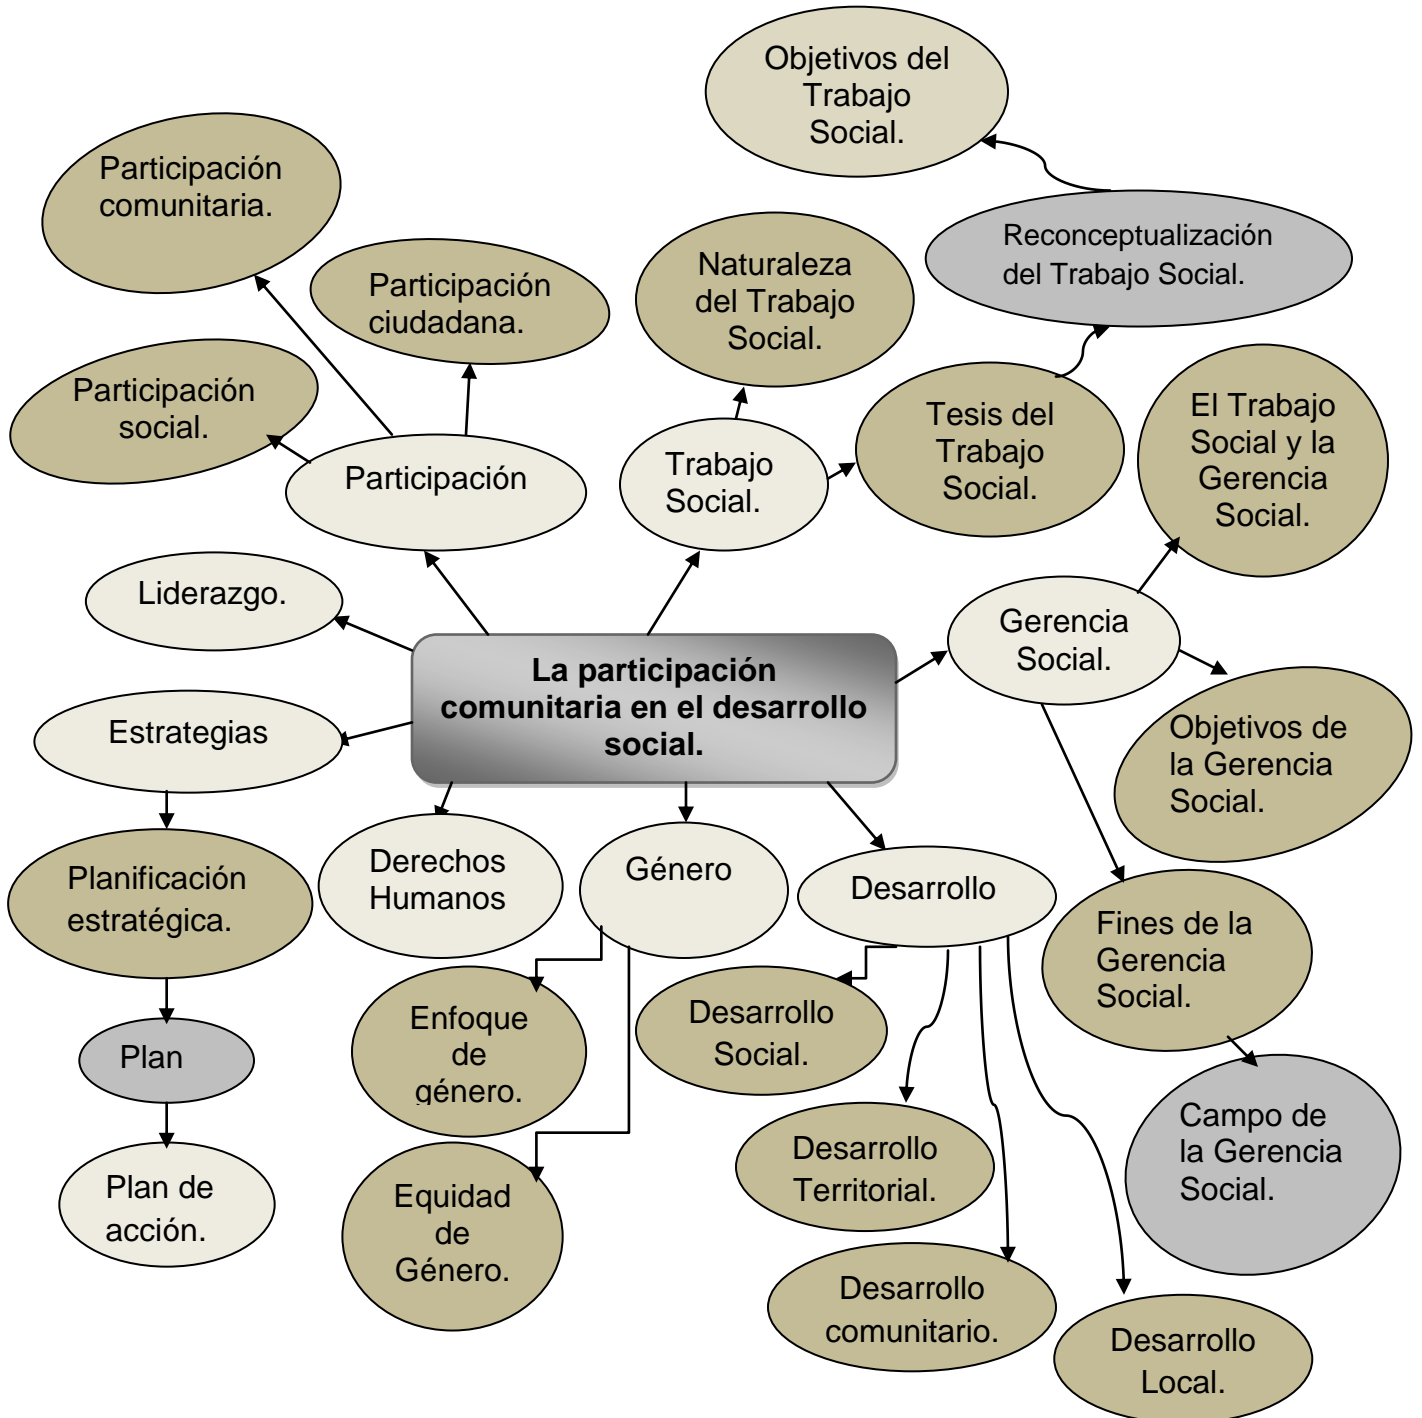 Objetivos del
Trabajo
Social.
Participación
comunitaria.
Reconceptualización
del Trabajo Social.
Naturaleza
del Trabajo
Social.
Participación
ciudadana.
Participación
social.
Tesis del
Trabajo
Social.
El Trabajo
Social y la
Gerencia
Social.
Participación
Trabajo
Social.
Liderazgo.
Gerencia
Social.
La participación
comunitaria en el desarrollo
social.
Estrategias
Objetivos de
la Gerencia
Social.
Planificación
estratégica.
Derechos
Humanos
Género
Desarrollo
Fines de la
Gerencia
Social.
Enfoque
de
género.
Desarrollo
Social.
Plan
Campo de
la Gerencia
Social.
Desarrollo
Territorial.
Plan de
acción.
Equidad
de
Género.
Desarrollo
comunitario.
Desarrollo
Local.